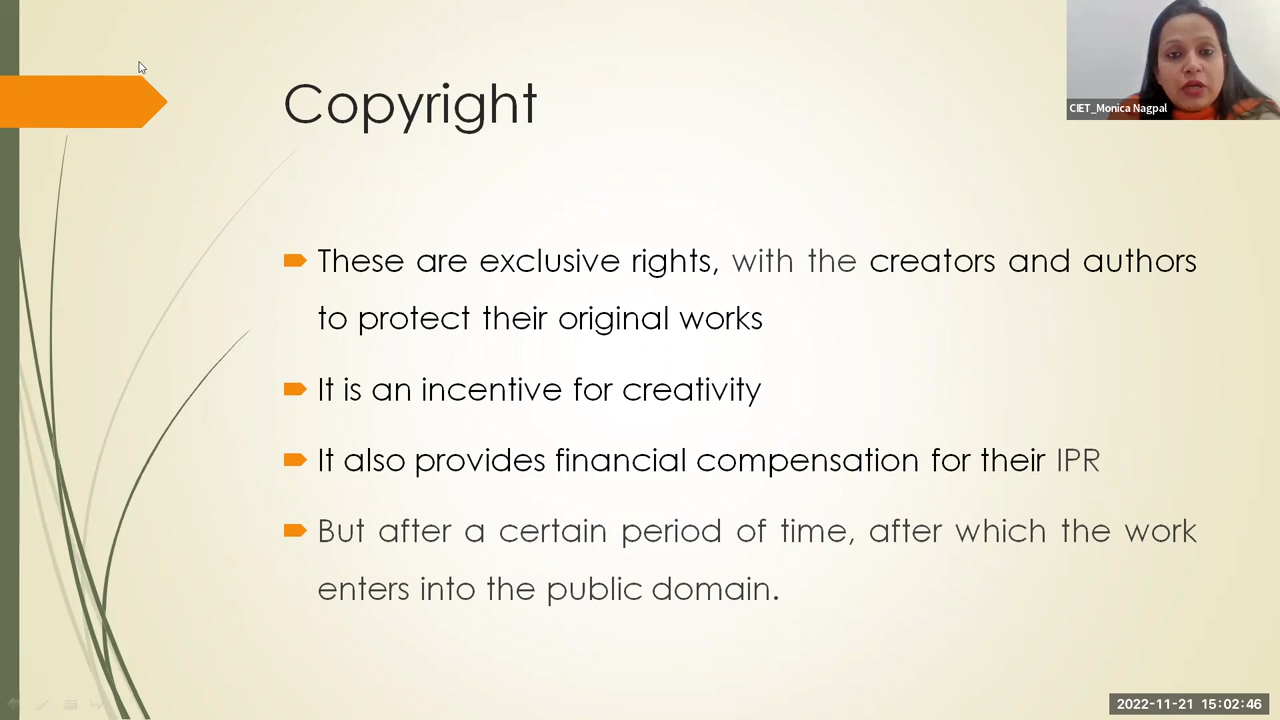 Copyright
CIET_Monica Nagpal
These are exclusive rights, with the creators and authors
to protect their original works
It is an incentive for creativity
It also provides financial compensation for their IPR
But after a certain period of time, after which the work
enters into the public domain.
2022-11-21 15:02:46